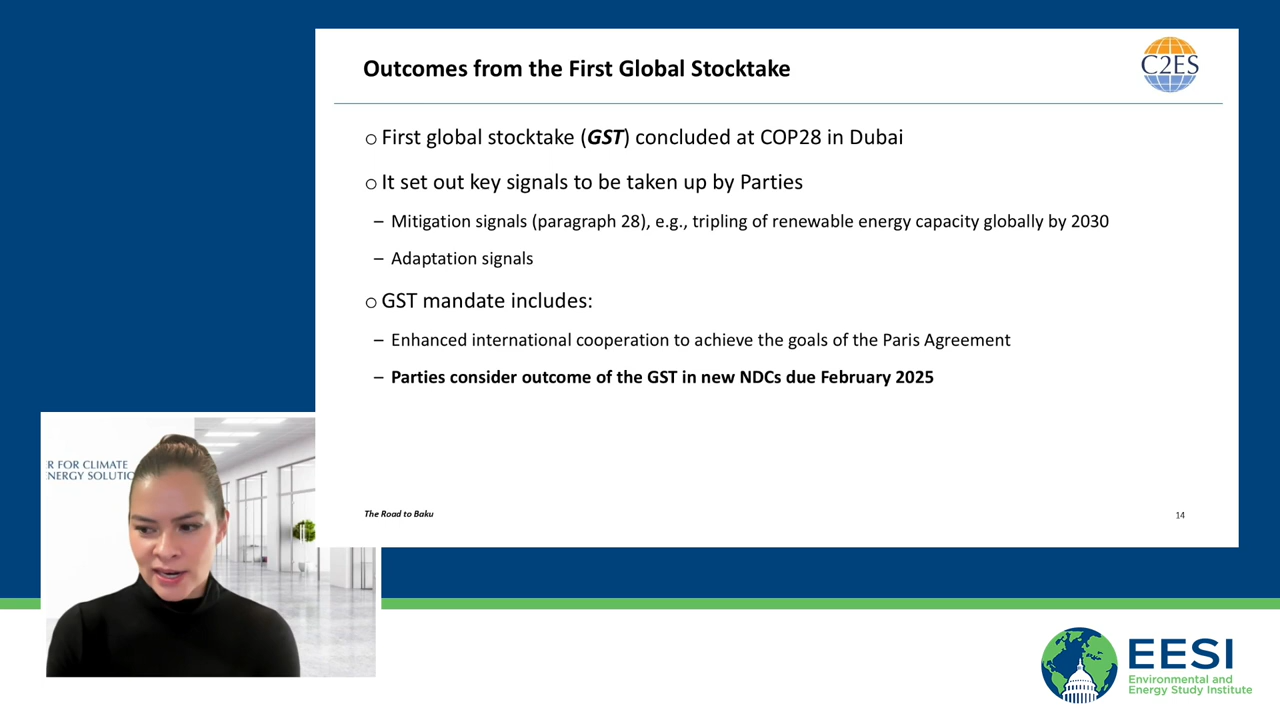 Outcomes from the First Global Stocktake
C2ES
o First global stocktake (GST) concluded at COP28 in Dubai
o It set out key signals to be taken up by Parties
– Mitigation signals (paragraph 28), e.g., tripling of renewable energy capacity globally by 2030
– Adaptation signals
o GST mandate includes:
– Enhanced international cooperation to achieve the goals of the Paris Agreement
– Parties consider outcome of the GST in new NDCs due February 2025
The Road to Baku
14
R FOR CLIMATE
NERGY SOLUTIO
EESI
Environmental and
Energy Study Institute